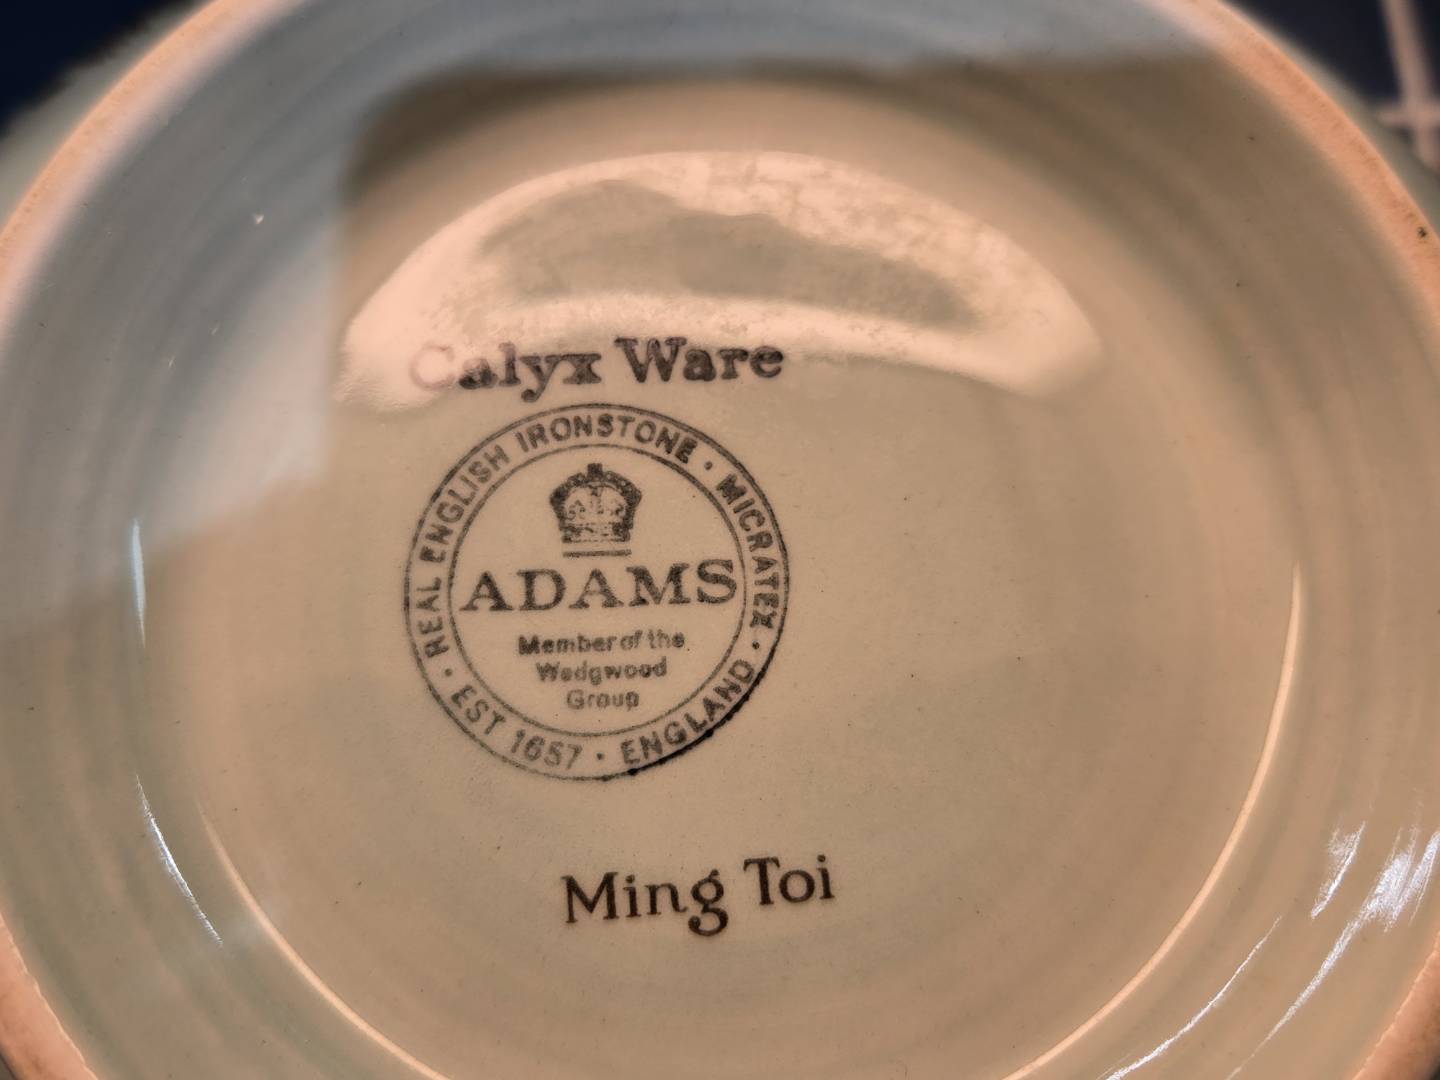 Calyx Ware
REAL ENGLISH IRONSTONE · MICRATEX ·
ADAMS
Member of the
Wedgwood
Group
EST 1657 · ENGLAND ·
Ming Toi